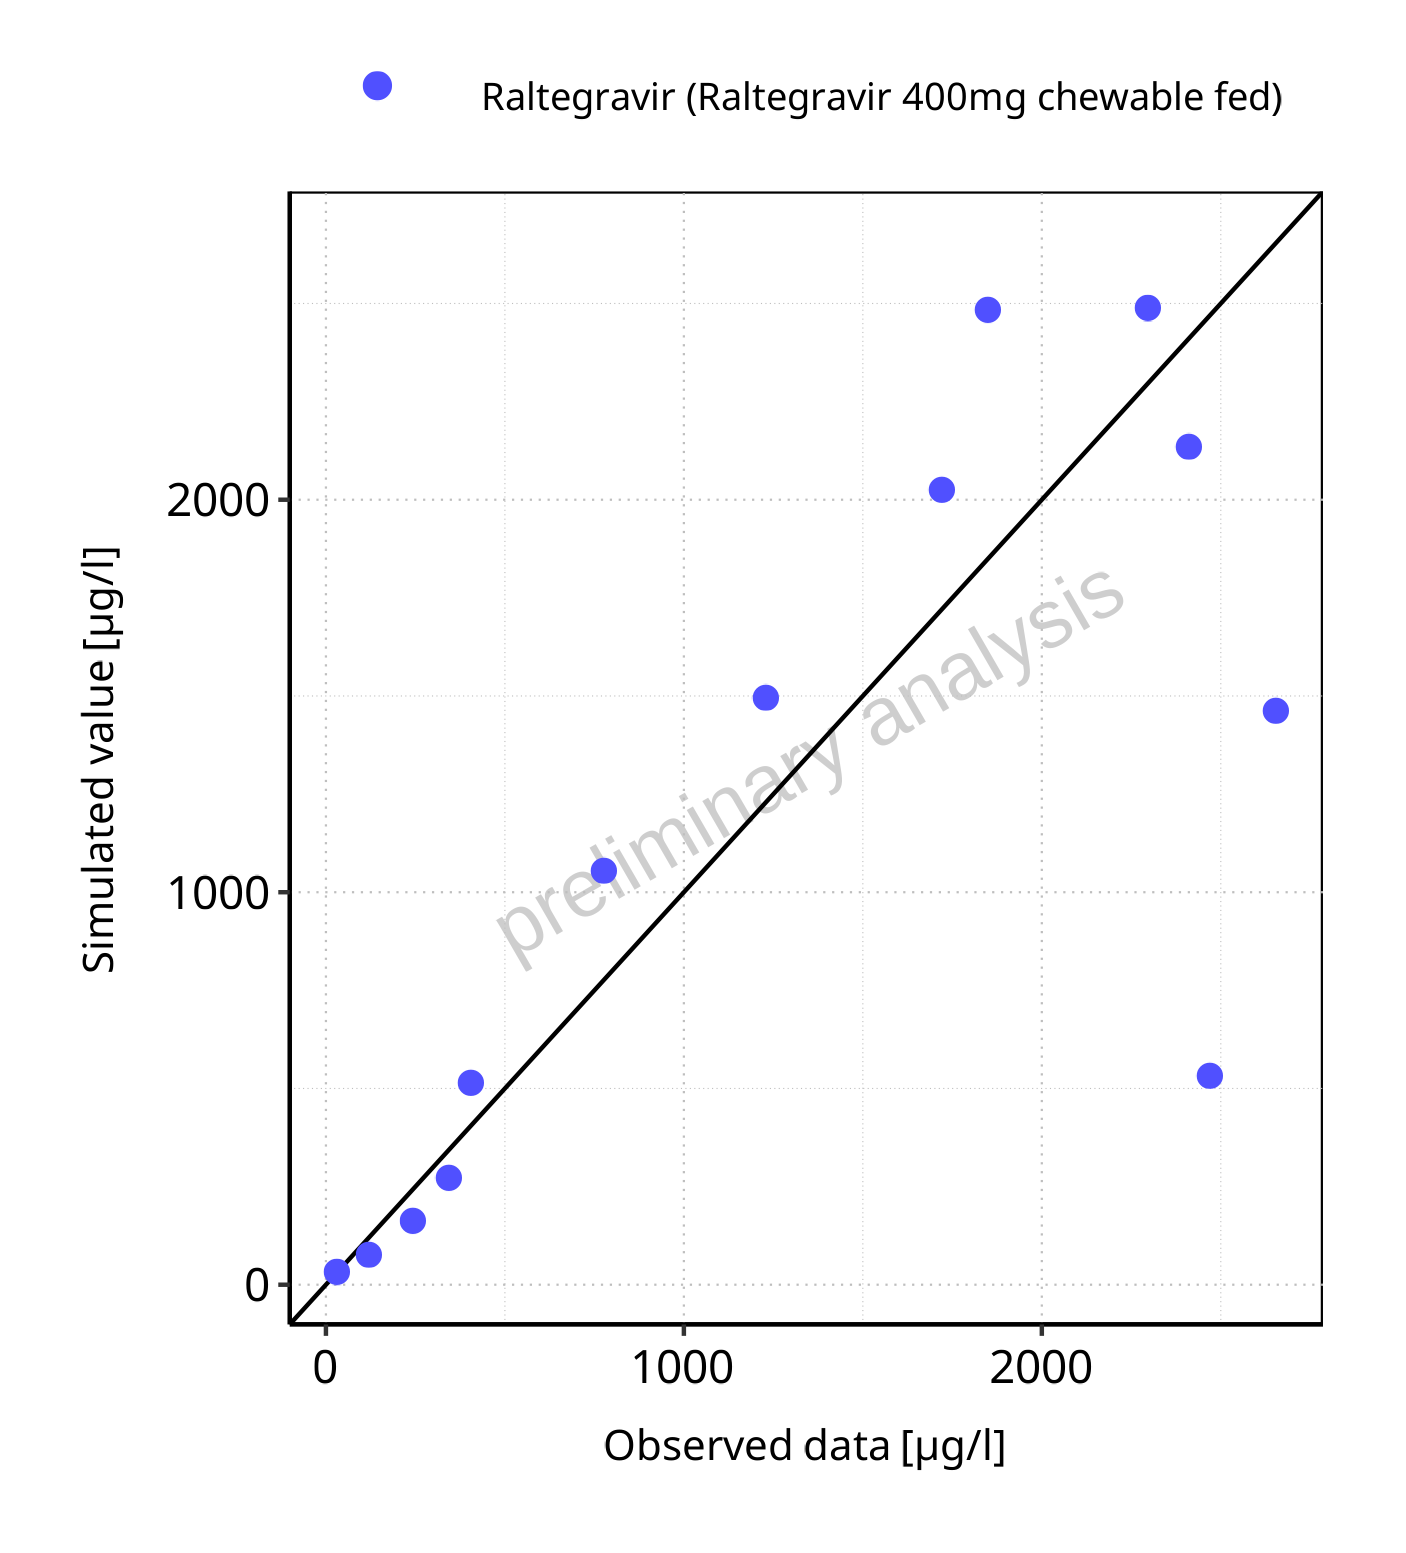 Raltegravir (Raltegravir 400mg chewable fed)
Simulated value [µg/l]
2000
1000
0
preliminary analysis
0 1000 2000
Observed data [µg/l]